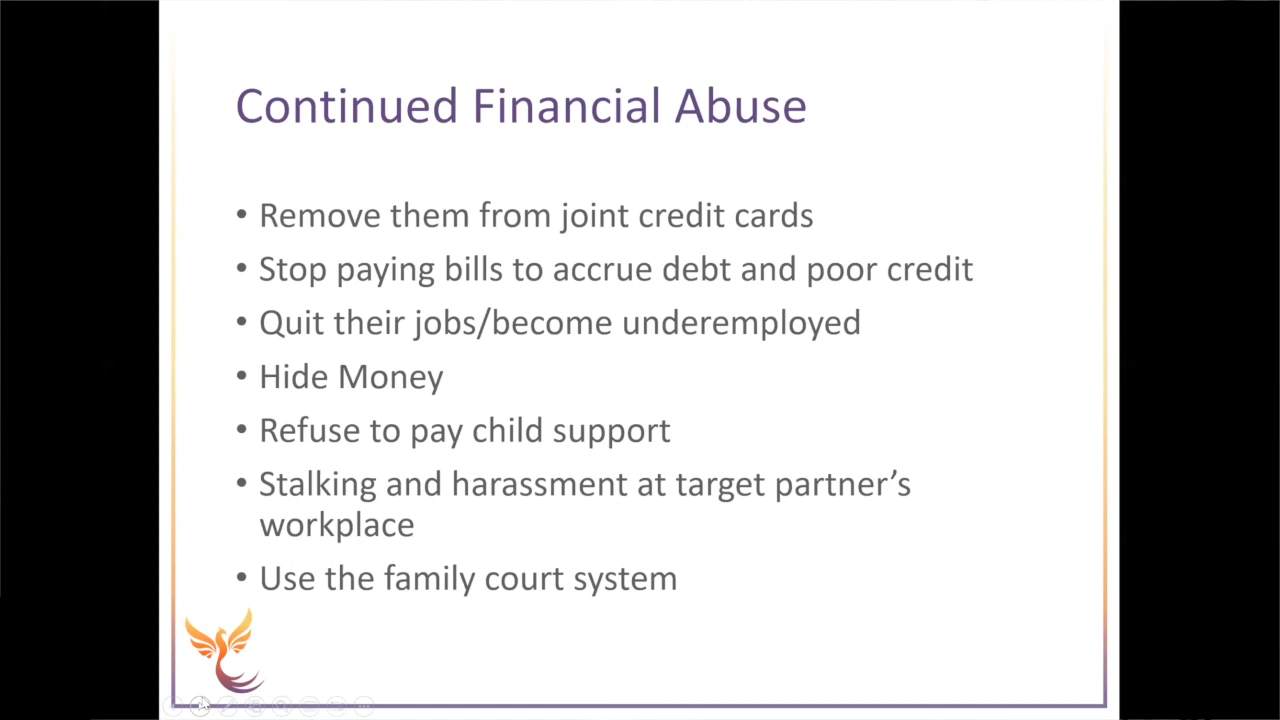 Continued Financial Abuse
• Remove them from joint credit cards
• Stop paying bills to accrue debt and poor credit
• Quit their jobs/become underemployed
• Hide Money
• Refuse to pay child support
• Stalking and harassment at target partner’s
workplace
• Use the family court system